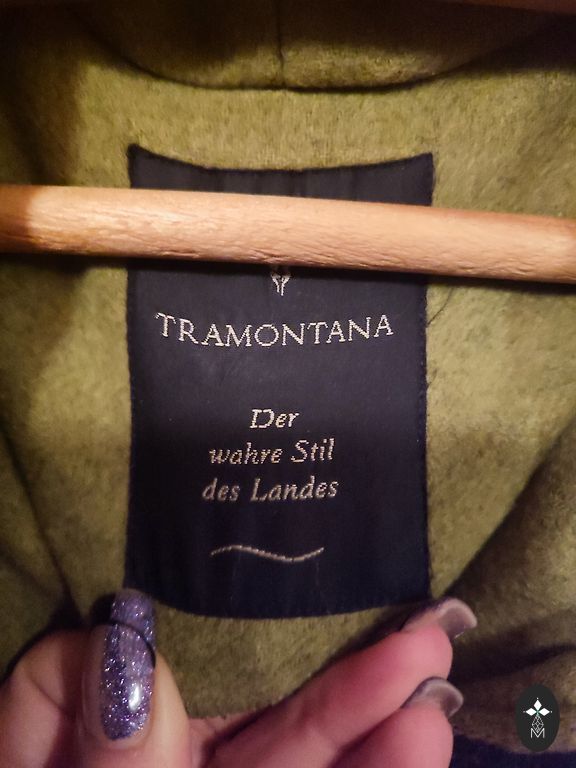 TRAMONTANA
Der
wahre Stil
des Landes
M